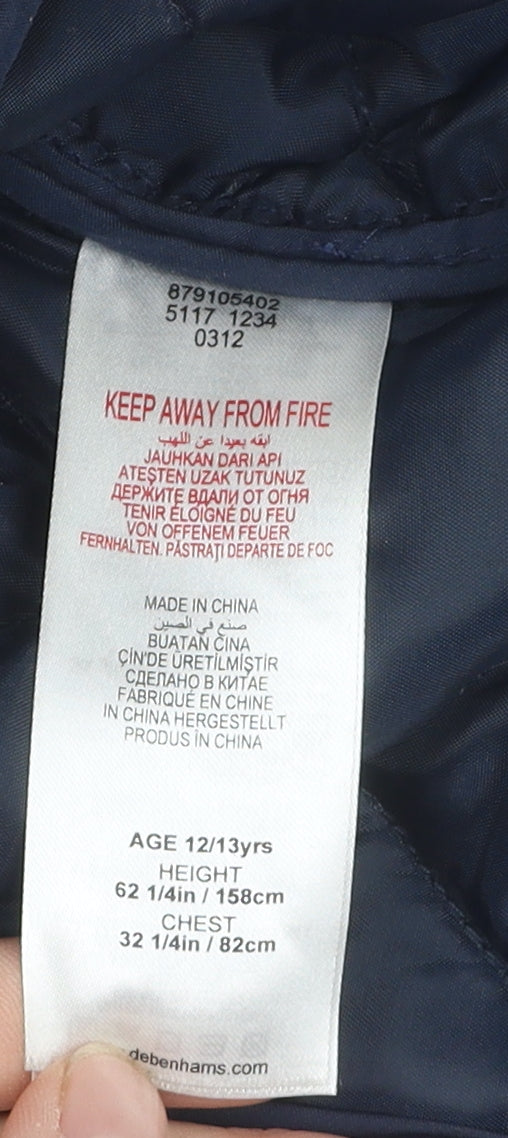 879105402
5117 1234
0312
KEEP AWAY FROM FIRE
ابقه بعيدا عن اللهب
JAUHKAN DARI API
ATEŞTEN UZAK TUTUNUZ
ДЕРЖИТЕ ВДАЛИ ОТ ОГНЯ
TENIR ÉLOIGNÉ DU FEU
VON OFFENEM FEUER
FERNHALTEN. PĂSTRAŢI DEPARTE DE FOC
MADE IN CHINA
صنع في الصين
BUATAN CINA
ÇİN'DE ÜRETİLMİŞTİR
СДЕЛАНО В КИТАЕ
FABRIQUÉ EN CHINE
IN CHINA HERGESTELLT
PRODUS ÎN CHINA
AGE 12/13yrs
HEIGHT
62 1/4in / 158cm
CHEST
32 1/4in / 82cm
debenhams.com